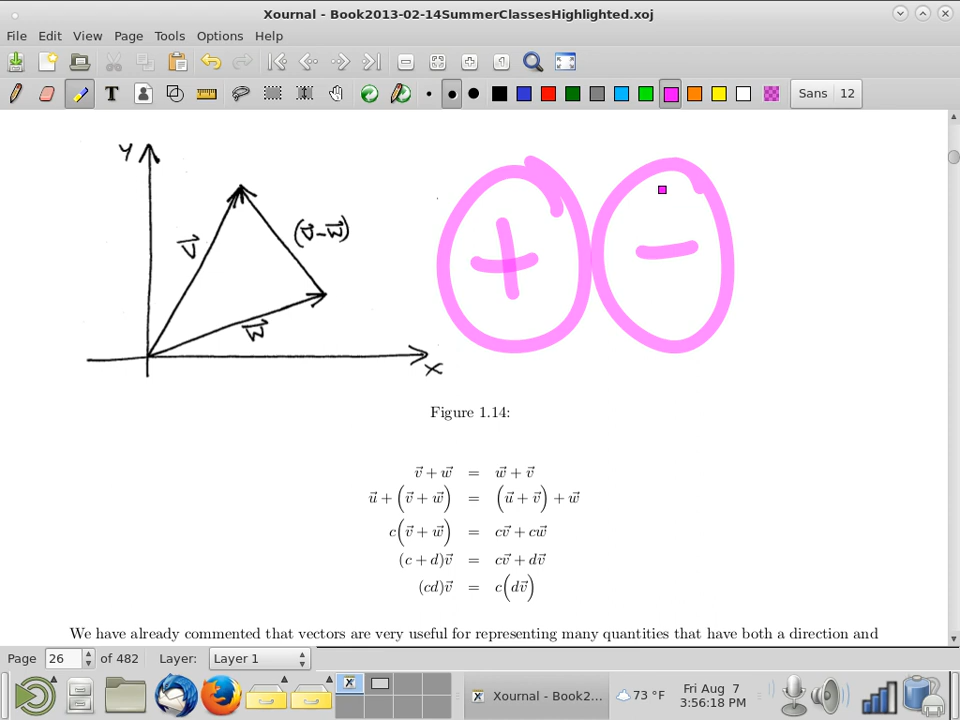 Xournal - Book2013-02-14SummerClassesHighlighted.xoj
File Edit View Page Tools Options Help
Sans 12
y
v⃗
(v⃗-w⃗)
w⃗
x
+ −
Figure 1.14:
v⃗ + w⃗ = w⃗ + v⃗
u⃗ + (v⃗ + w⃗) = (u⃗ + v⃗) + w⃗
c(v⃗ + w⃗) = cv⃗ + cw⃗
(c + d)v⃗ = cv⃗ + dv⃗
(cd)v⃗ = c(dv⃗)
We have already commented that vectors are very useful for representing many quantities that have both a direction and
Page 26 of 482 Layer: Layer 1
Xournal - Book2...
73 °F
Fri Aug 7
3:56:18 PM